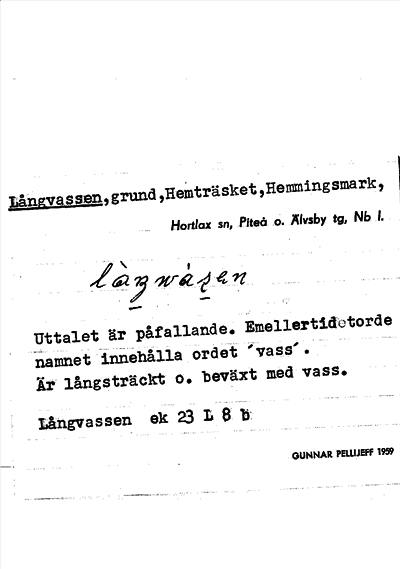 Långvassen,grund,Hemträsket,Hemmingsmark,
Hortlax sn, Piteå o. Älvsby tg, Nb l.
Uttalet är påfallande. Emellertid torde
namnet innehålla ordet ´vass´.
Är långsträckt o. beväxt med vass.
Långvassen ek 23 L 8 b
GUNNAR PELLIJEFF 1959